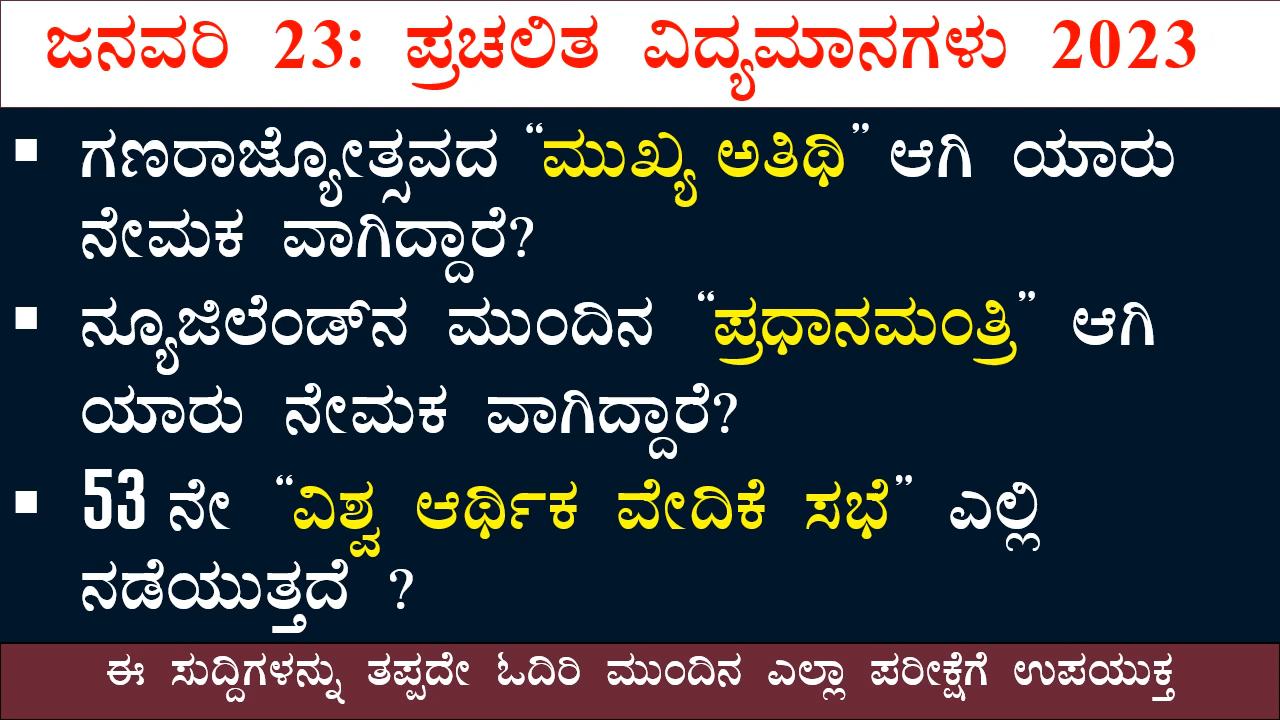 ಜನವರಿ 23: ಪ್ರಚಲಿತ ವಿದ್ಯಮಾನಗಳು 2023
▪ ಗಣರಾಜ್ಯೋತ್ಸವದ “ಮುಖ್ಯ ಅತಿಥಿ” ಆಗಿ ಯಾರು
ನೇಮಕ ವಾಗಿದ್ದಾರೆ?
▪ ನ್ಯೂಜಿಲೆಂಡ್‌ನ ಮುಂದಿನ “ಪ್ರಧಾನಮಂತ್ರಿ” ಆಗಿ
ಯಾರು ನೇಮಕ ವಾಗಿದ್ದಾರೆ?
▪ 53 ನೇ “ವಿಶ್ವ ಆರ್ಥಿಕ ವೇದಿಕೆ ಸಭೆ” ಎಲ್ಲಿ
ನಡೆಯುತ್ತದೆ ?
ಈ ಸುದ್ದಿಗಳನ್ನು ತಪ್ಪದೇ ಓದಿರಿ ಮುಂದಿನ ಎಲ್ಲಾ ಪರೀಕ್ಷೆಗೆ ಉಪಯುಕ್ತ